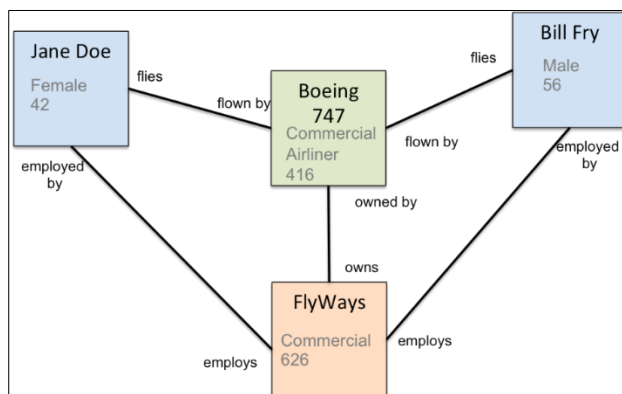 Jane Doe
Female
42
flies
flown by
Boeing
747
Commercial
Airliner
416
Bill Fry
Male
56
flies
flown by
employed
by
employed
by
owned by
owns
FlyWays
Commercial
626
employs
employs